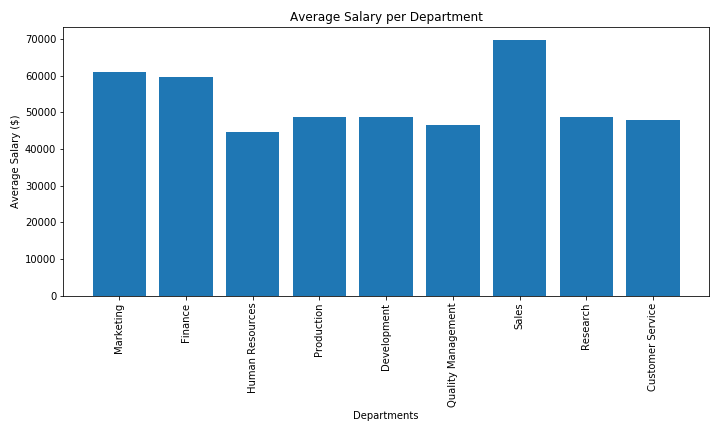 Average Salary per Department
Average Salary ($)
70000
60000
50000
40000
30000
20000
10000
0
Marketing
Finance
Human Resources
Production
Development
Quality Management
Sales
Research
Customer Service
Departments